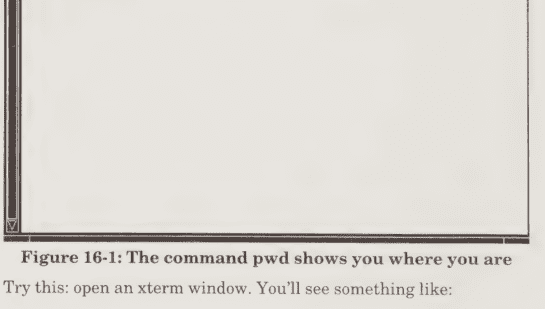 Figure 16-1: The command pwd shows you where you are
Try this: open an xterm window. You'll see something like: